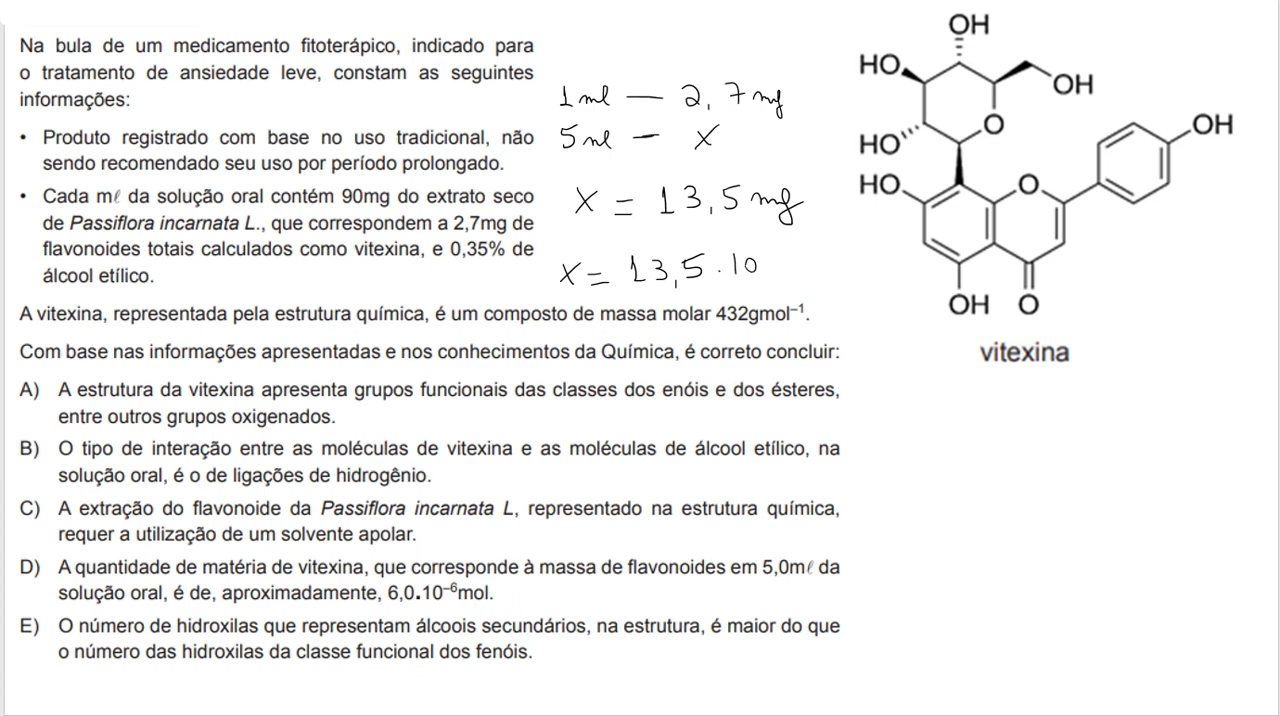 Na bula de um medicamento fitoterápico, indicado para
o tratamento de ansiedade leve, constam as seguintes
informações:
• Produto registrado com base no uso tradicional, não
sendo recomendado seu uso por período prolongado.
• Cada mℓ da solução oral contém 90mg do extrato seco
de Passiflora incarnata L., que correspondem a 2,7mg de
flavonoides totais calculados como vitexina, e 0,35% de
álcool etílico.
1 ml — 2,7 mg
5 ml — X
X = 13,5 mg
X = 13,5 . 10
OH
HO
OH
O
HO
OH
HO
O
OH O
vitexina
A vitexina, representada pela estrutura química, é um composto de massa molar 432gmol⁻¹.
Com base nas informações apresentadas e nos conhecimentos da Química, é correto concluir:
A) A estrutura da vitexina apresenta grupos funcionais das classes dos enóis e dos ésteres,
entre outros grupos oxigenados.
B) O tipo de interação entre as moléculas de vitexina e as moléculas de álcool etílico, na
solução oral, é o de ligações de hidrogênio.
C) A extração do flavonoide da Passiflora incarnata L, representado na estrutura química,
requer a utilização de um solvente apolar.
D) A quantidade de matéria de vitexina, que corresponde à massa de flavonoides em 5,0mℓ da
solução oral, é de, aproximadamente, 6,0.10⁻⁶mol.
E) O número de hidroxilas que representam álcoois secundários, na estrutura, é maior do que
o número das hidroxilas da classe funcional dos fenóis.